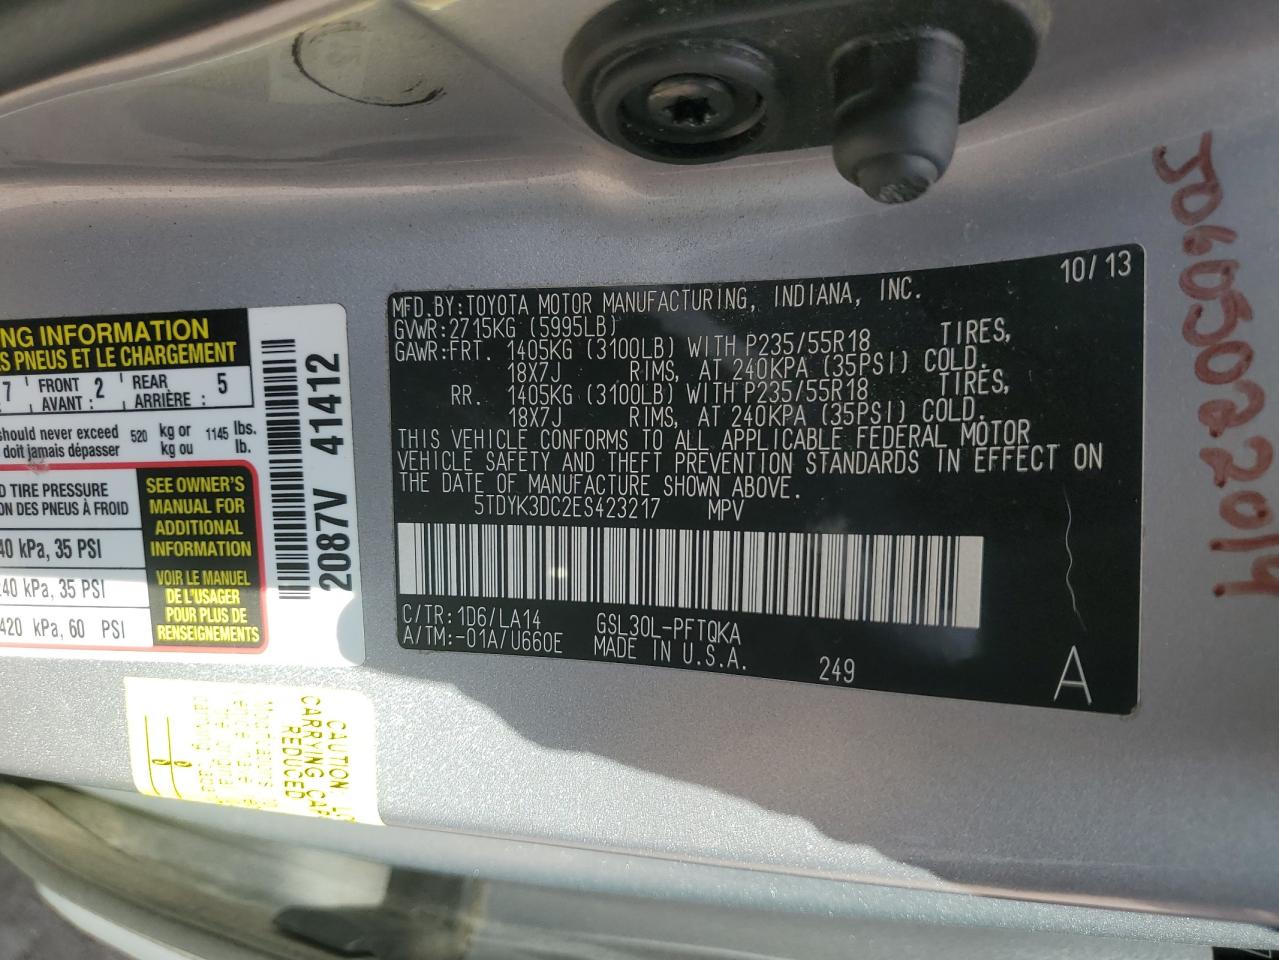 10/13
MFD.BY:TOYOTA MOTOR MANUFACTURING, INDIANA, INC.
GVWR:2715KG (5995LB)
GAWR:FRT. 1405KG (3100LB) WITH P235/55R18 TIRES,
18X7J RIMS, AT 240KPA (35PSI) COLD.
RR. 1405KG (3100LB) WITH P235/55R18 TIRES,
18X7J RIMS, AT 240KPA (35PSI) COLD.
THIS VEHICLE CONFORMS TO ALL APPLICABLE FEDERAL MOTOR
VEHICLE SAFETY AND THEFT PREVENTION STANDARDS IN EFFECT ON
THE DATE OF MANUFACTURE SHOWN ABOVE.
5TDYK3DC2ES423217 MPV
C/TR:1D6/LA14 GSL30L-PFTQKA
A/TM:-01A/U660E MADE IN U.S.A.
249
A
ING INFORMATION
ES PNEUS ET LE CHARGEMENT
7 FRONT 2 REAR 5
AVANT: ARRIÈRE:
should never exceed 520 kg or 1145 lbs.
doit jamais dépasser kg ou lb.
D TIRE PRESSURE
ION DES PNEUS À FROID
40 kPa, 35 PSI
240 kPa, 35 PSI
420 kPa, 60 PSI
SEE OWNER'S
MANUAL FOR
ADDITIONAL
INFORMATION
VOIR LE MANUEL
DE L'USAGER
POUR PLUS DE
RENSEIGNEMENTS
2087V 41412
CAUTION
CARRYING CAP
REDUCED